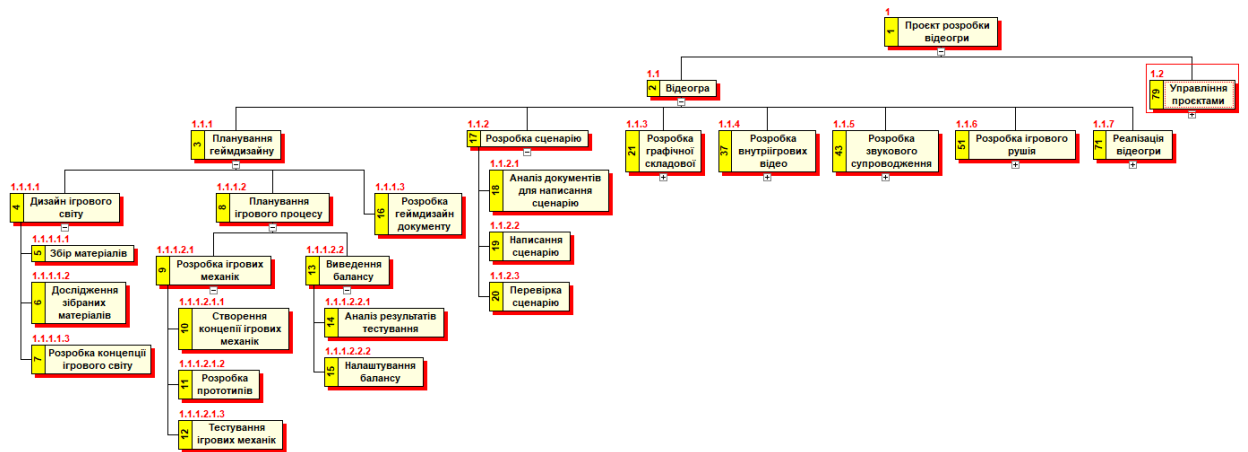 1
1
Проєкт розробки
відеогри
1.1
2
Відеогра
1.2
79
Управління
проєктами
1.1.1
3
Планування
геймдизайну
1.1.2
17
Розробка сценарію
1.1.3
21
Розробка
графічної
складової
1.1.4
37
Розробка
внутріігрових
відео
1.1.5
43
Розробка
звукового
супроводження
1.1.6
51
Розробка ігрового
рушія
1.1.7
71
Реалізація
відеогри
1.1.1.1
4
Дизайн ігрового
світу
1.1.1.1.1
5
Збір матеріалів
1.1.1.1.2
6
Дослідження
зібраних
матеріалів
1.1.1.1.3
7
Розробка концепції
ігрового світу
1.1.1.2
8
Планування
ігрового процесу
1.1.1.2.1
9
Розробка ігрових
механік
1.1.1.2.1.1
10
Створення
концепії ігрових
механік
1.1.1.2.1.2
11
Розробка
прототипів
1.1.1.2.1.3
12
Тестування
ігрових механік
1.1.1.2.2
13
Виведення
балансу
1.1.1.2.2.1
14
Аналіз результатів
тестування
1.1.1.2.2.2
15
Налаштування
балансу
1.1.1.3
16
Розробка
геймдизайн
документу
1.1.2.1
18
Аналіз документів
для написання
сценарію
1.1.2.2
19
Написання
сценарію
1.1.2.3
20
Перевірка
сценарію